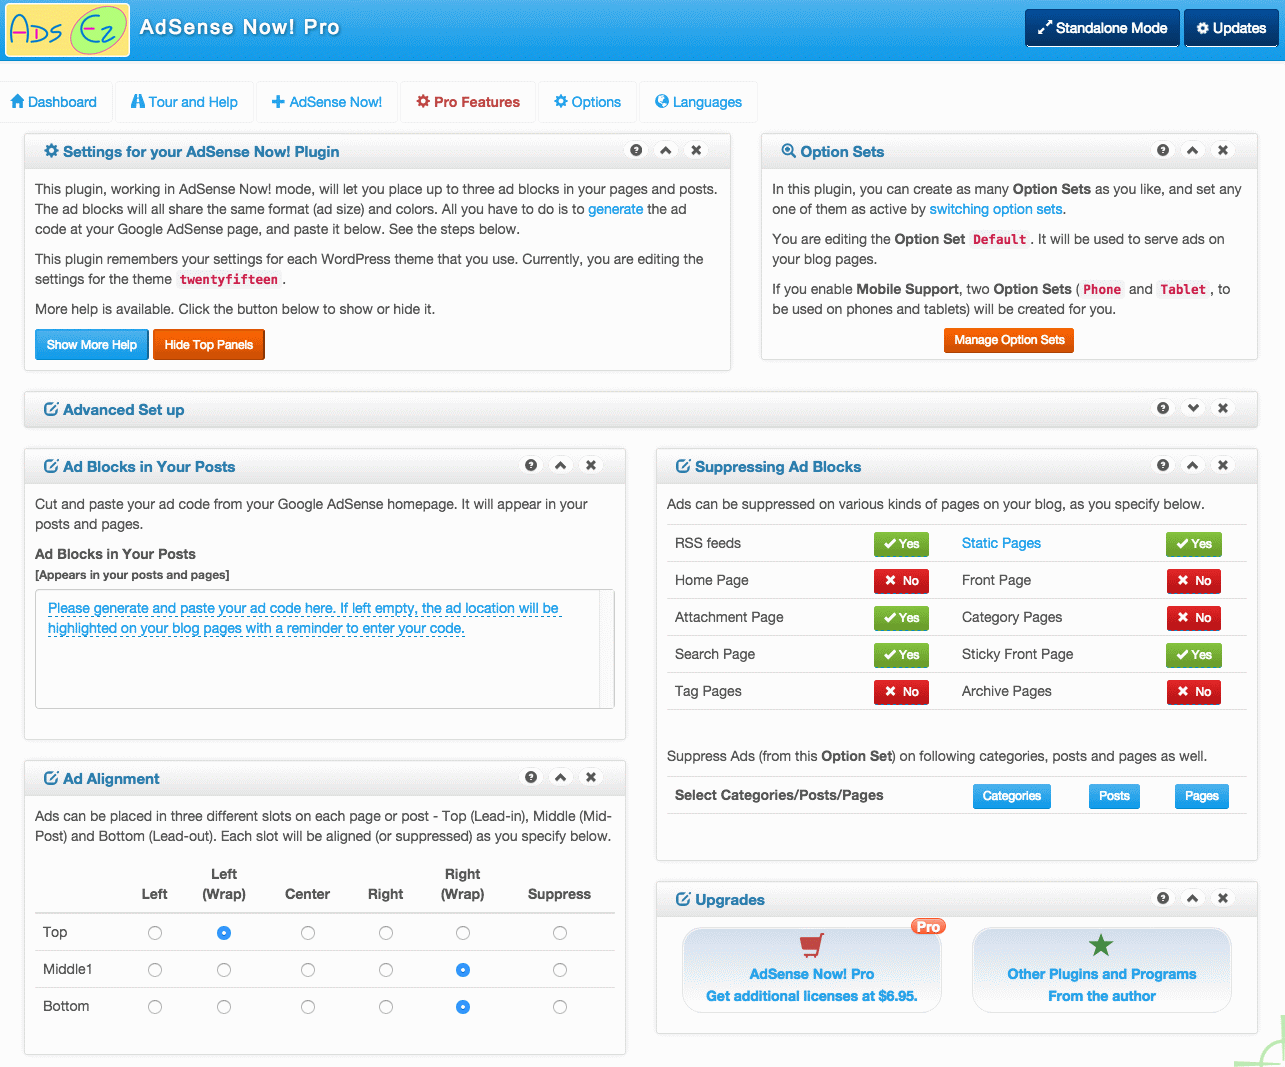 Ads Ez
AdSense Now! Pro
Standalone Mode
Updates
Dashboard
Tour and Help
AdSense Now!
Pro Features
Options
Languages
Settings for your AdSense Now! Plugin
This plugin, working in AdSense Now! mode, will let you place up to three ad blocks in your pages and posts.
The ad blocks will all share the same format (ad size) and colors. All you have to do is to generate the ad
code at your Google AdSense page, and paste it below. See the steps below.
This plugin remembers your settings for each WordPress theme that you use. Currently, you are editing the
settings for the theme twentyfifteen.
More help is available. Click the button below to show or hide it.
Show More Help
Hide Top Panels
Option Sets
In this plugin, you can create as many Option Sets as you like, and set any
one of them as active by switching option sets.
You are editing the Option Set Default. It will be used to serve ads on
your blog pages.
If you enable Mobile Support, two Option Sets (Phone and Tablet, to
be used on phones and tablets) will be created for you.
Manage Option Sets
Advanced Set up
Ad Blocks in Your Posts
Cut and paste your ad code from your Google AdSense homepage. It will appear in your
posts and pages.
Ad Blocks in Your Posts
[Appears in your posts and pages]
Please generate and paste your ad code here. If left empty, the ad location will be
highlighted on your blog pages with a reminder to enter your code.
Suppressing Ad Blocks
Ads can be suppressed on various kinds of pages on your blog, as you specify below.
RSS feeds Yes Static Pages Yes
Home Page No Front Page No
Attachment Page Yes Category Pages No
Search Page Yes Sticky Front Page Yes
Tag Pages No Archive Pages No
Suppress Ads (from this Option Set) on following categories, posts and pages as well.
Select Categories/Posts/Pages Categories Posts Pages
Ad Alignment
Ads can be placed in three different slots on each page or post - Top (Lead-in), Middle (Mid-
Post) and Bottom (Lead-out). Each slot will be aligned (or suppressed) as you specify below.
Left Left (Wrap) Center Right Right (Wrap) Suppress
Top
Middle1
Bottom
Upgrades
Pro
AdSense Now! Pro
Get additional licenses at $6.95.
Other Plugins and Programs
From the author